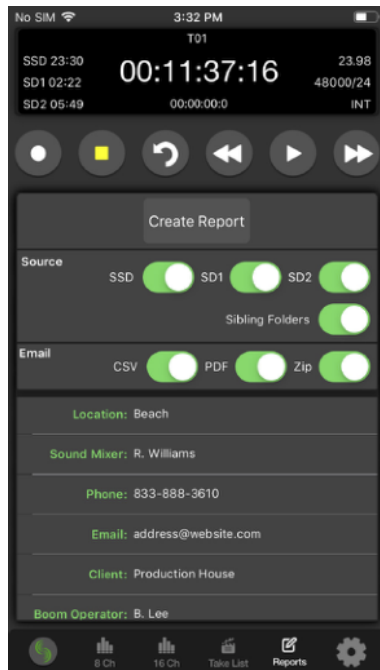 No SIM 3:32 PM
T01
SSD 23:30 23.98
00:11:37:16
SD1 02:22 48000/24
SD2 05:49 00:00:00:0 INT
Create Report
Source
SSD SD1 SD2
Sibling Folders
Email
CSV PDF Zip
Location: Beach
Sound Mixer: R. Williams
Phone: 833-888-3610
Email: address@website.com
Client: Production House
Boom Operator: B. Lee
8 Ch 16 Ch Take List Reports